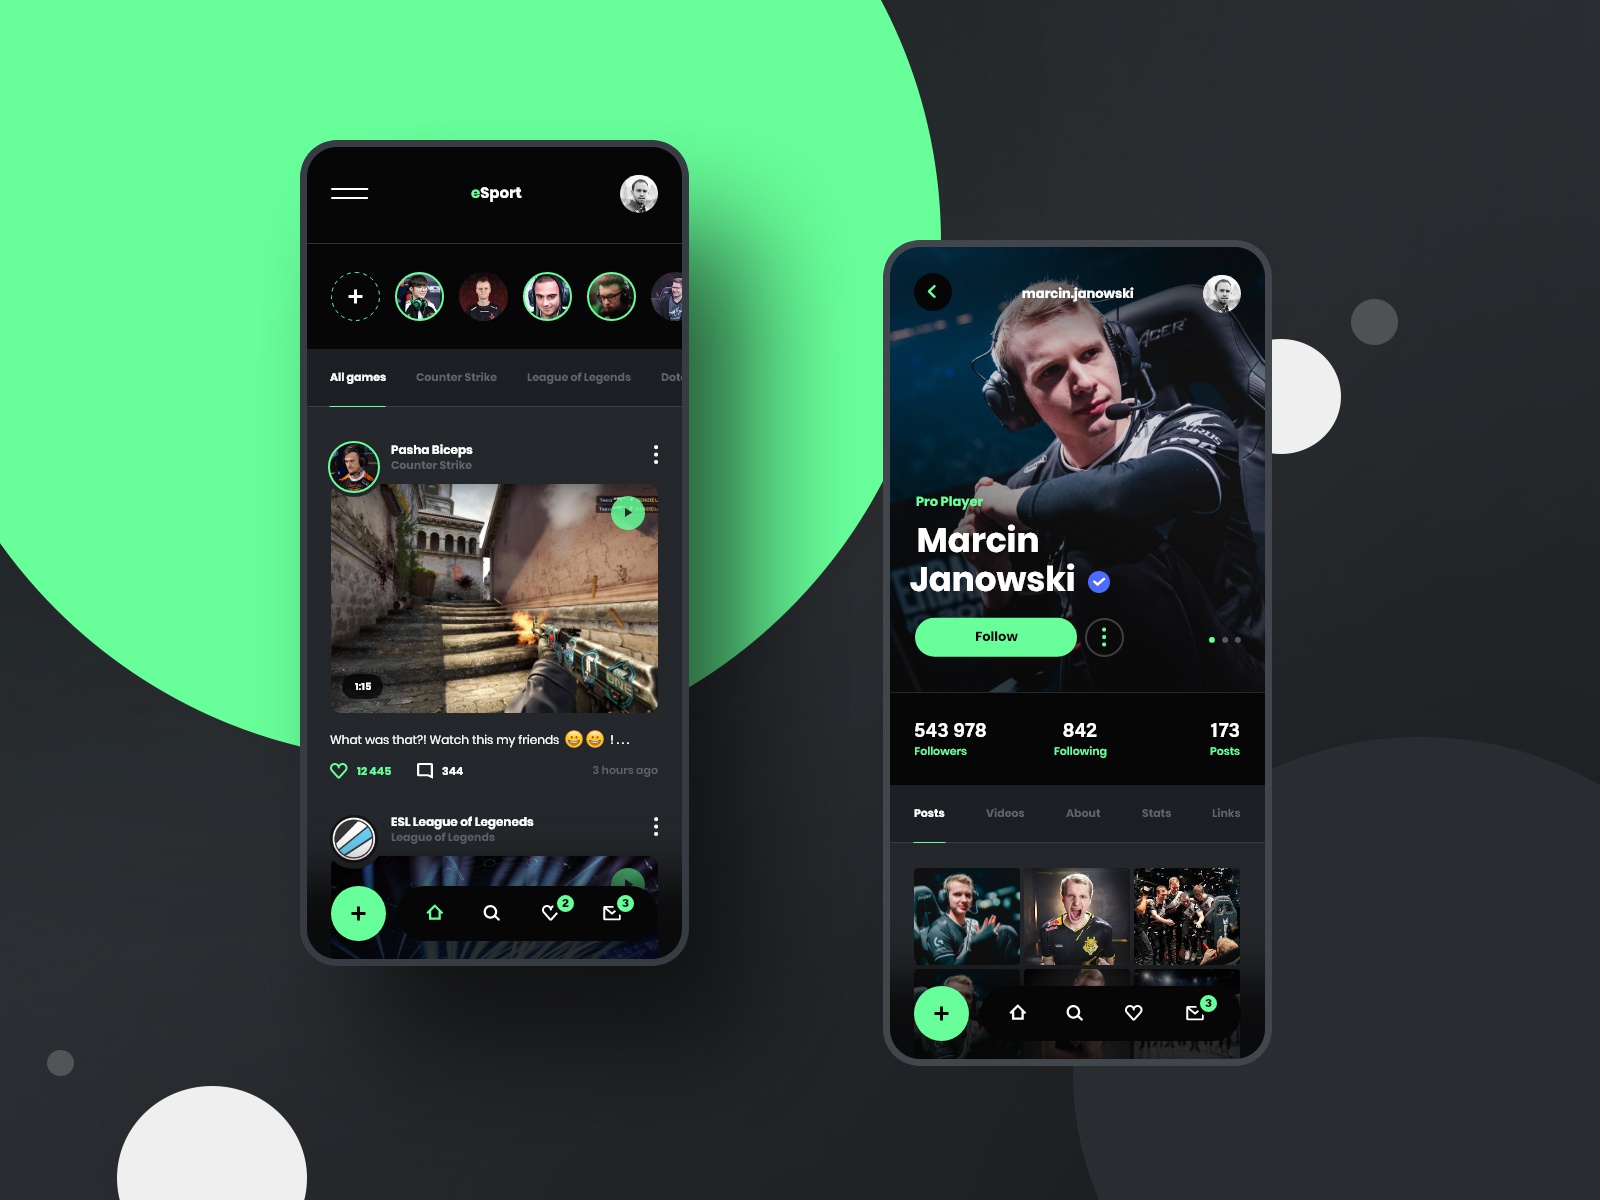 eSport
All games Counter Strike League of Legends Dot
Pasha Biceps
Counter Strike
1:15
What was that?! Watch this my friends 😀😀 !...
12 445 344 3 hours ago
ESL League of Legeneds
League of Legends
2 3
marcin.janowski
ACER
Pro Player
Marcin
Janowski
Follow
543 978 842 173
Followers Following Posts
Posts Videos About Stats Links
3